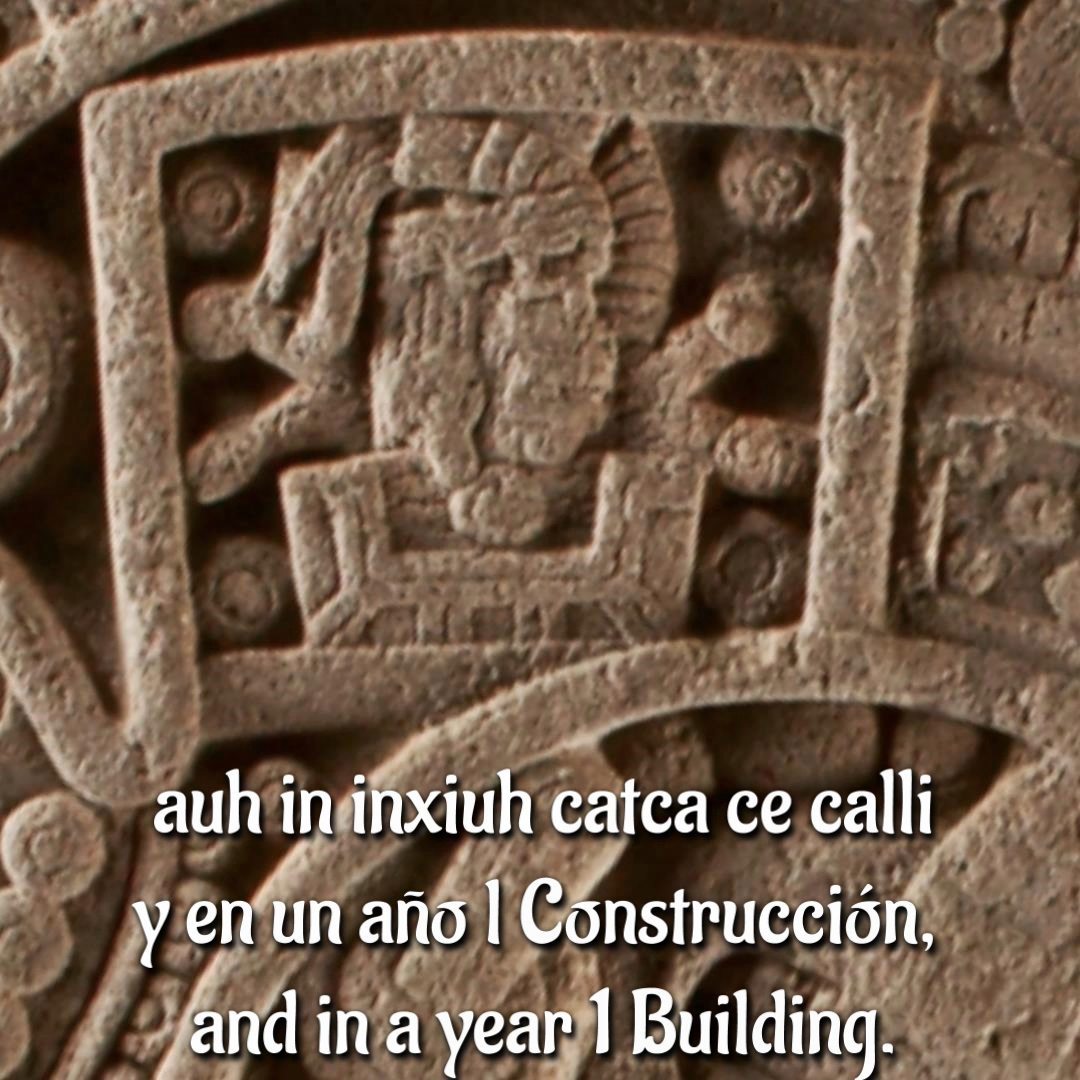 auh in inxiuh catca ce calli
y en un año 1 Construcción,
and in a year 1 Building.